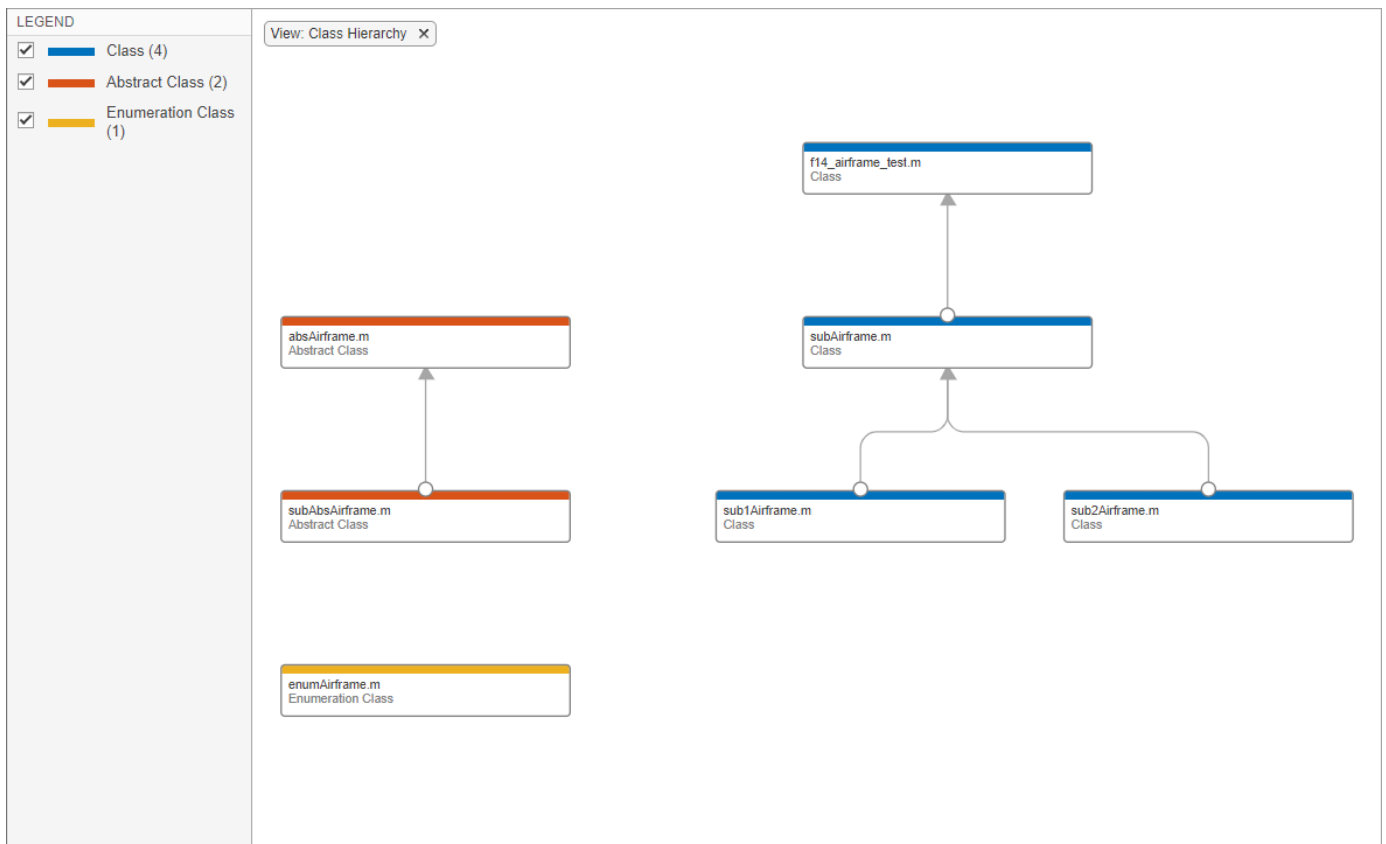 LEGEND
Class (4)
Abstract Class (2)
Enumeration Class
(1)
View: Class Hierarchy ×
f14_airframe_test.m
Class
absAirframe.m
Abstract Class
subAirframe.m
Class
subAbsAirframe.m
Abstract Class
sub1Airframe.m
Class
sub2Airframe.m
Class
enumAirframe.m
Enumeration Class